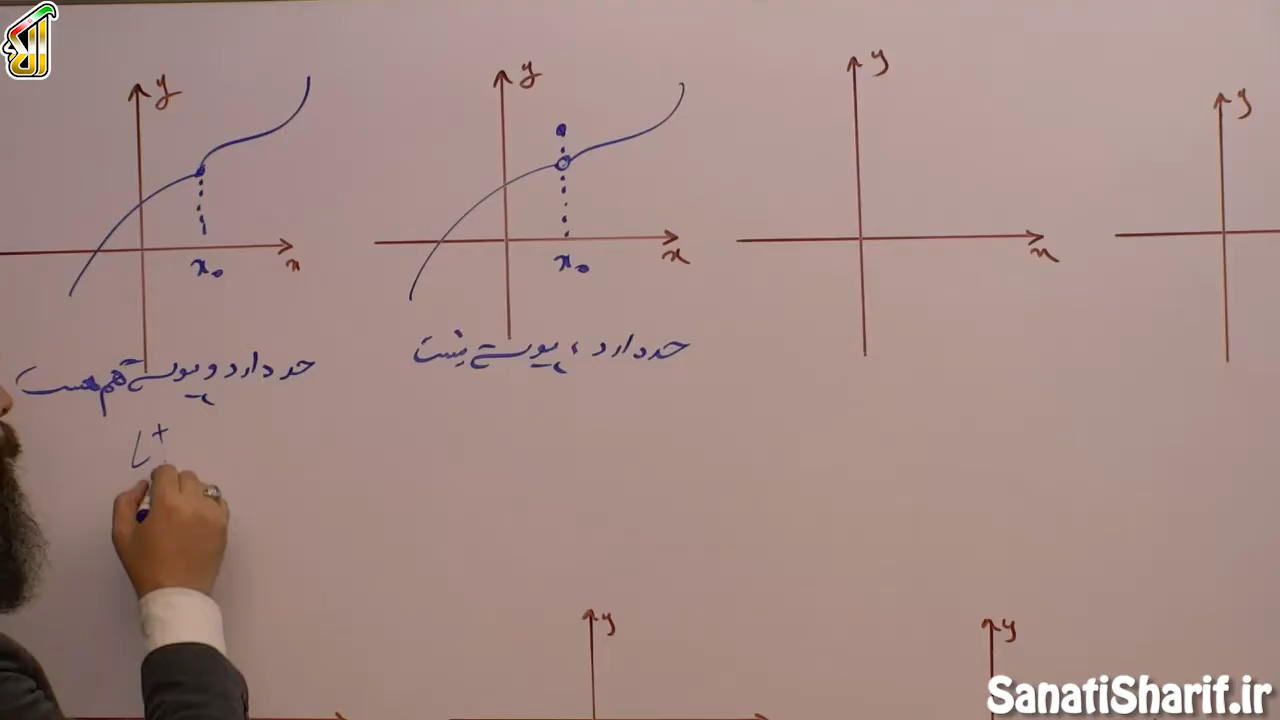 y
y
y
y
x₀
x
x₀
x
x
حد دارد و پیوسته هم هست
حد دارد ، پیوسته نیست
L⁺
y
y
SanatiSharif.ir